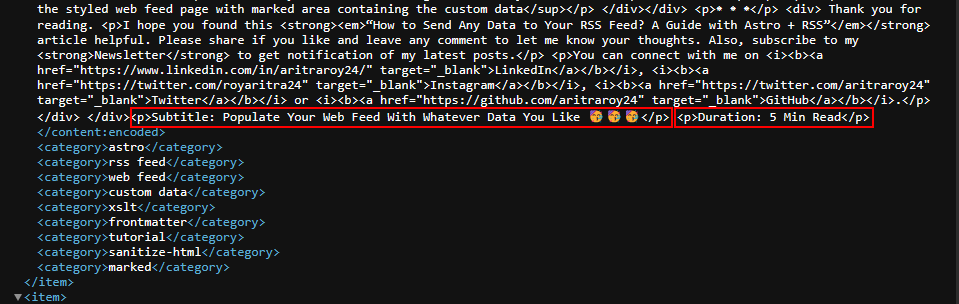 the styled web feed page with marked area containing the custom data</sup></p> </div></div> <p>* * *</p> <div> Thank you for
reading. <p>I hope you found this <strong><em>“How to Send Any Data to Your RSS Feed? A Guide with Astro + RSS”</em></strong>
article helpful. Please share if you like and leave any comment to let me know your thoughts. Also, subscribe to my
<strong>Newsletter</strong> to get notification of my latest posts.</p> <p>You can connect with me on <i><b><a
href="https://www.linkedin.com/in/aritraroy24/" target="_blank">LinkedIn</a></b></i>, <i><b><a
href="https://twitter.com/royaritra24" target="_blank">Instagram</a></b></i>, <i><b><a href="https://twitter.com/aritraroy24"
target="_blank">Twitter</a></b></i> or <i><b><a href="https://github.com/aritraroy24" target="_blank">GitHub</a></b></i>.</p>
</div> </div><p>Subtitle: Populate Your Web Feed With Whatever Data You Like 🥳🥳🥳</p> <p>Duration: 5 Min Read</p>
</content:encoded>
<category>astro</category>
<category>rss feed</category>
<category>web feed</category>
<category>custom data</category>
<category>xslt</category>
<category>frontmatter</category>
<category>tutorial</category>
<category>sanitize-html</category>
<category>marked</category>
</item>
▼<item>